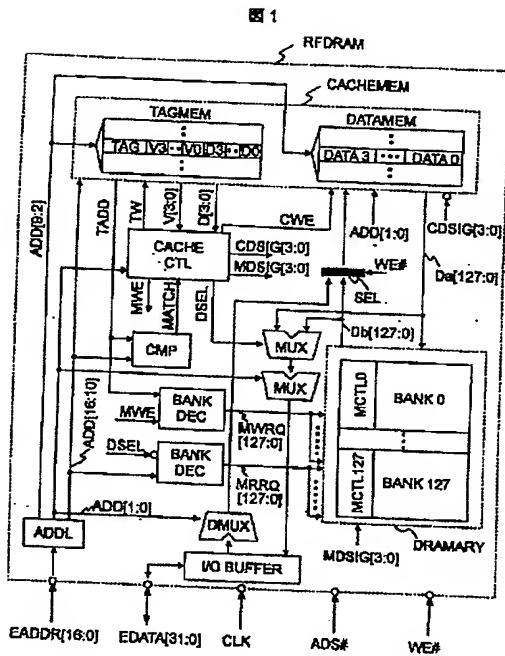 図 1
RFDRAM
CACHEMEM
TAGMEM
DATAMEM
TAG V3 V0 D3 D0
DATA 3 DATA 0
ADD[9:2]
TADD
TW
V[3:0]
D[3:0]
CWE
ADD[1:0]
CDSIG[3:0]
CACHE
CTL
CDSIG[3:0]
MDSIG[3:0]
WE#
SEL
Da[127:0]
MWE
MATCH
DSEL
Db[127:0]
MUX
CMP
MUX
ADD[16:10]
BANK
DEC
MWE
MWRQ
[127:0]
MCTL0
BANK 0
DSEL
BANK
DEC
MRRQ
[127:0]
MCTL127
BANK 127
ADD[1:0]
DMUX
MDSIG[3:0]
DRAMARY
ADDL
I/O BUFFER
EADDR[16:0]
EDATA[31:0]
CLK
ADS#
WE#